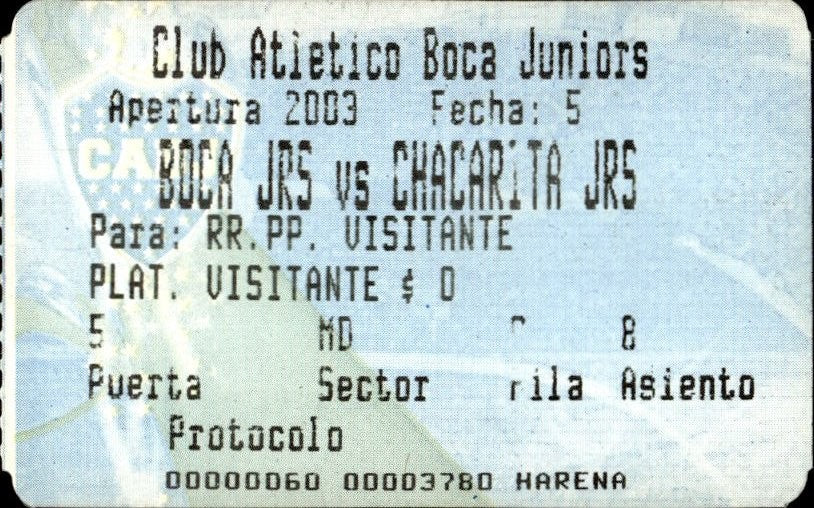 Club Atletico Boca Juniors
Apertura 2003 Fecha: 5
BOCA JRS vs CHACARITA JRS
Para: RR.PP. VISITANTE
PLAT. VISITANTE $ 0
5 MD 8
Puerta Sector Fila Asiento
Protocolo
00000060 00003780 HARENA